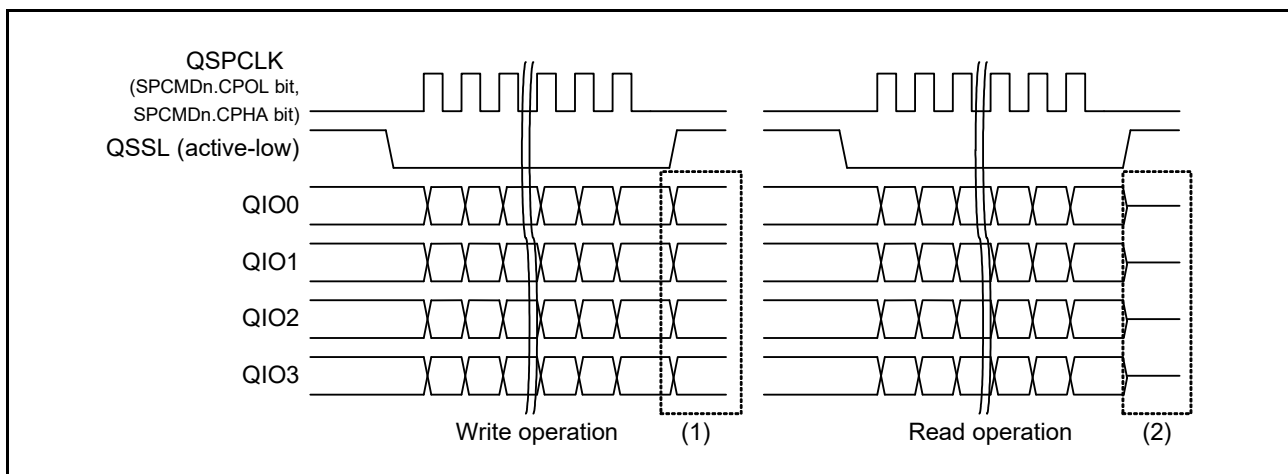 QSPCLK
(SPCMDn.CPOL bit,
SPCMDn.CPHA bit)
QSSL (active-low)
QIO0
QIO1
QIO2
QIO3
Write operation
(1)
Read operation
(2)